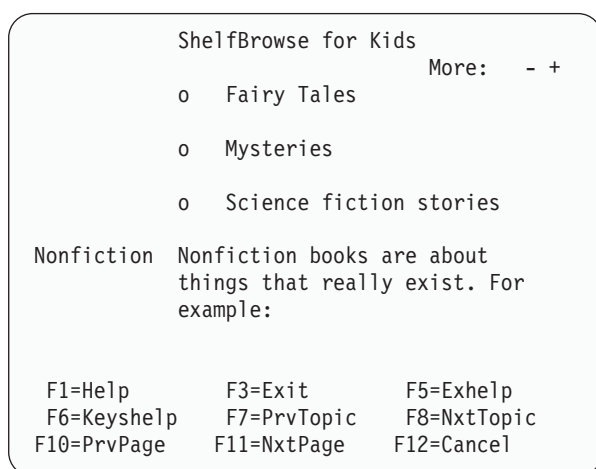 ShelfBrowse for Kids
More: - +
o Fairy Tales
o Mysteries
o Science fiction stories
Nonfiction Nonfiction books are about
things that really exist. For
example:
F1=Help F3=Exit F5=Exhelp
F6=Keyshelp F7=PrvTopic F8=NxtTopic
F10=PrvPage F11=NxtPage F12=Cancel